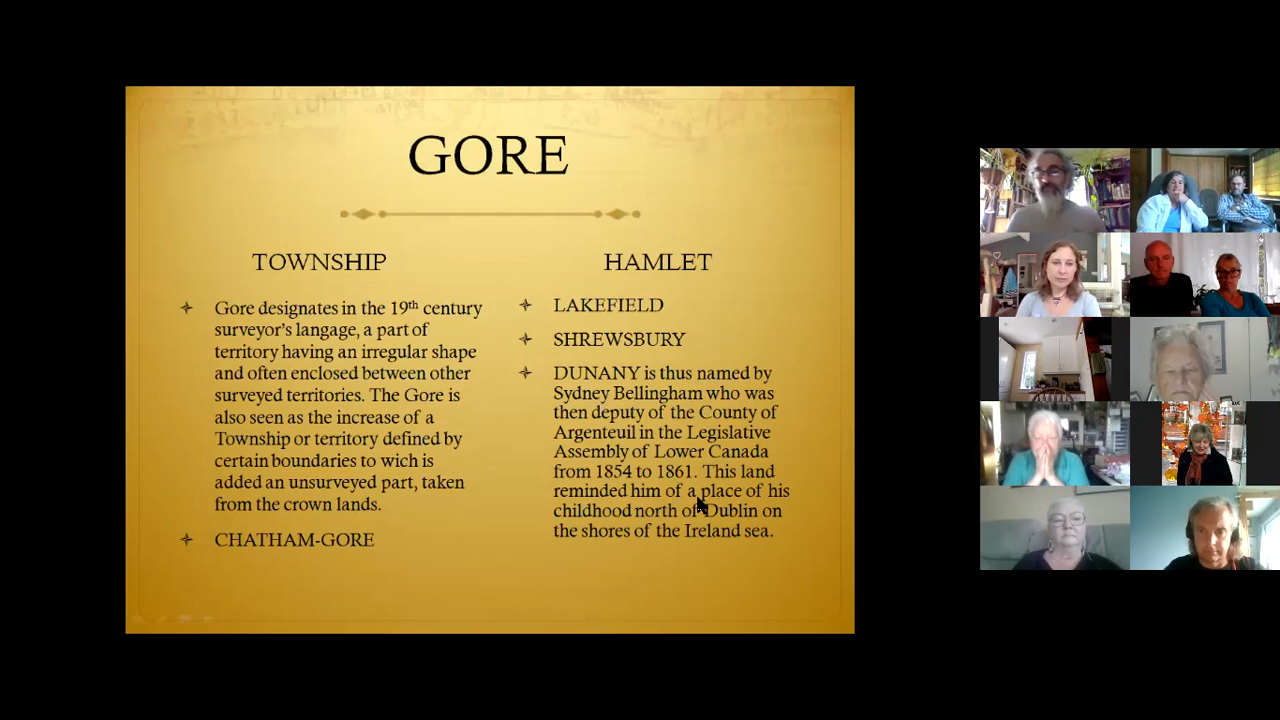 GORE
TOWNSHIP
Gore designates in the 19th century
surveyor's langage, a part of
territory having an irregular shape
and often enclosed between other
surveyed territories. The Gore is
also seen as the increase of a
Township or territory defined by
certain boundaries to wich is
added an unsurveyed part, taken
from the crown lands.
CHATHAM-GORE
HAMLET
LAKEFIELD
SHREWSBURY
DUNANY is thus named by
Sydney Bellingham who was
then deputy of the County of
Argenteuil in the Legislative
Assembly of Lower Canada
from 1854 to 1861. This land
reminded him of a place of his
childhood north of Dublin on
the shores of the Ireland sea.